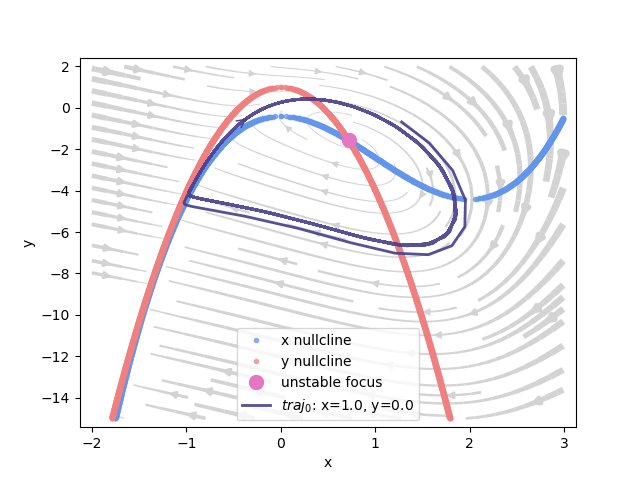 2
0
−2
−4
−6
−8
−10
−12
−14
y
x nullcline
y nullcline
unstable focus
traj₀: x=1.0, y=0.0
−2
−1
0
1
2
3
x